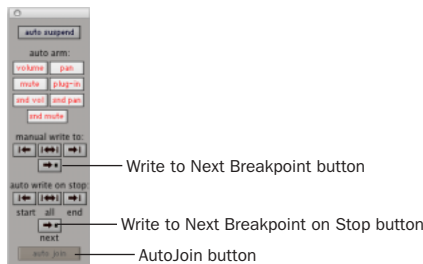 auto suspend
auto arm:
volume pan
mute plug-in
snd vol snd pan
snd mute
manual write to:
Write to Next Breakpoint button
auto write on stop:
start all end
Write to Next Breakpoint on Stop button
next
auto join
AutoJoin button